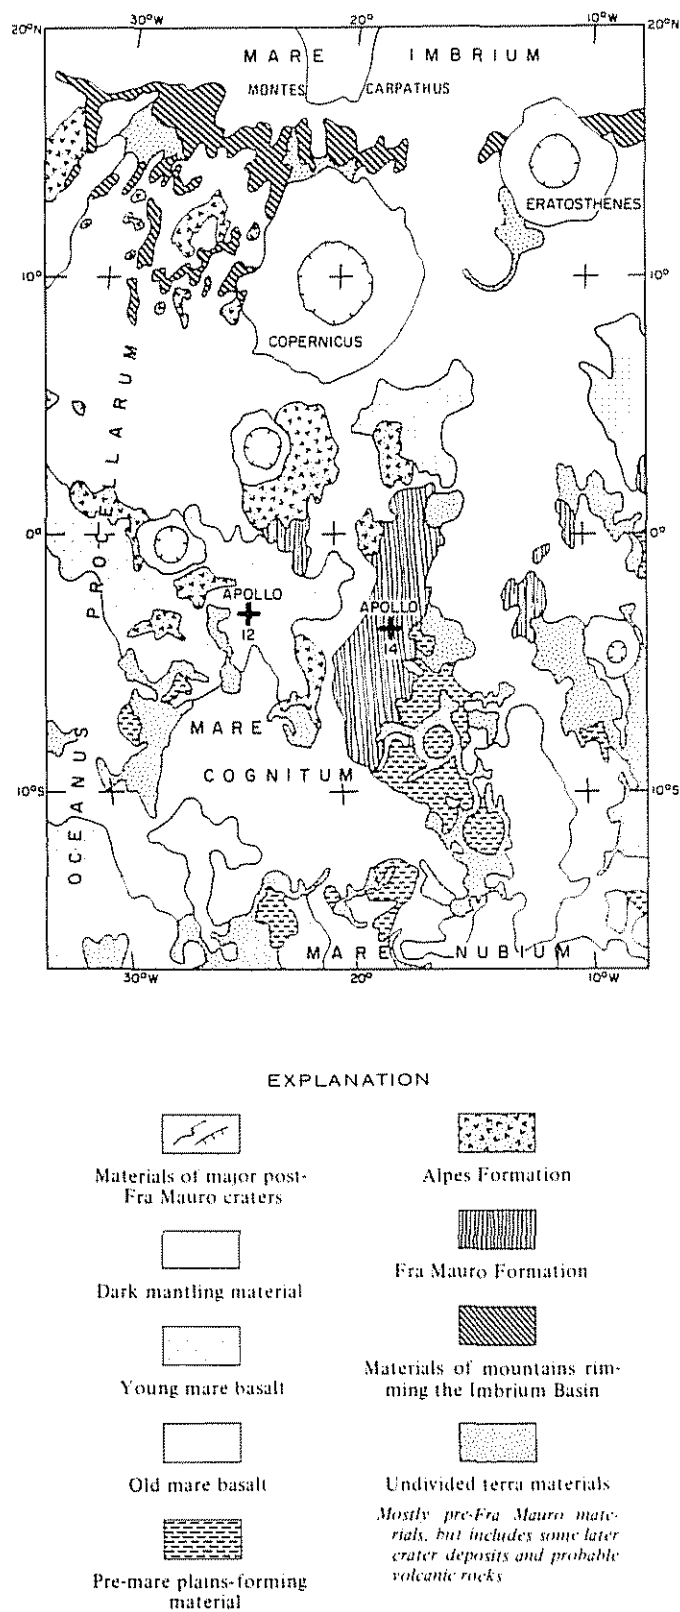 30°W 20° 10°W
20°N 20°N
MARE IMBRIUM
MONTES CARPATHUS
ERATOSTHENES
10° 10°
COPERNICUS
OCEANUS PROCELLARUM
0° 0°
APOLLO
12
APOLLO
14
MARE
COGNITUM
10°S 10°S
MARE NUBIUM
30°W 20° 10°W
EXPLANATION
Materials of major post-
Fra Mauro craters
Dark mantling material
Young mare basalt
Old mare basalt
Pre-mare plains-forming
material
Alpes Formation
Fra Mauro Formation
Materials of mountains rim-
ming the Imbrium Basin
Undivided terra materials
Mostly pre-Fra Mauro mate-
rials, but includes some later
crater deposits and probable
volcanic rocks